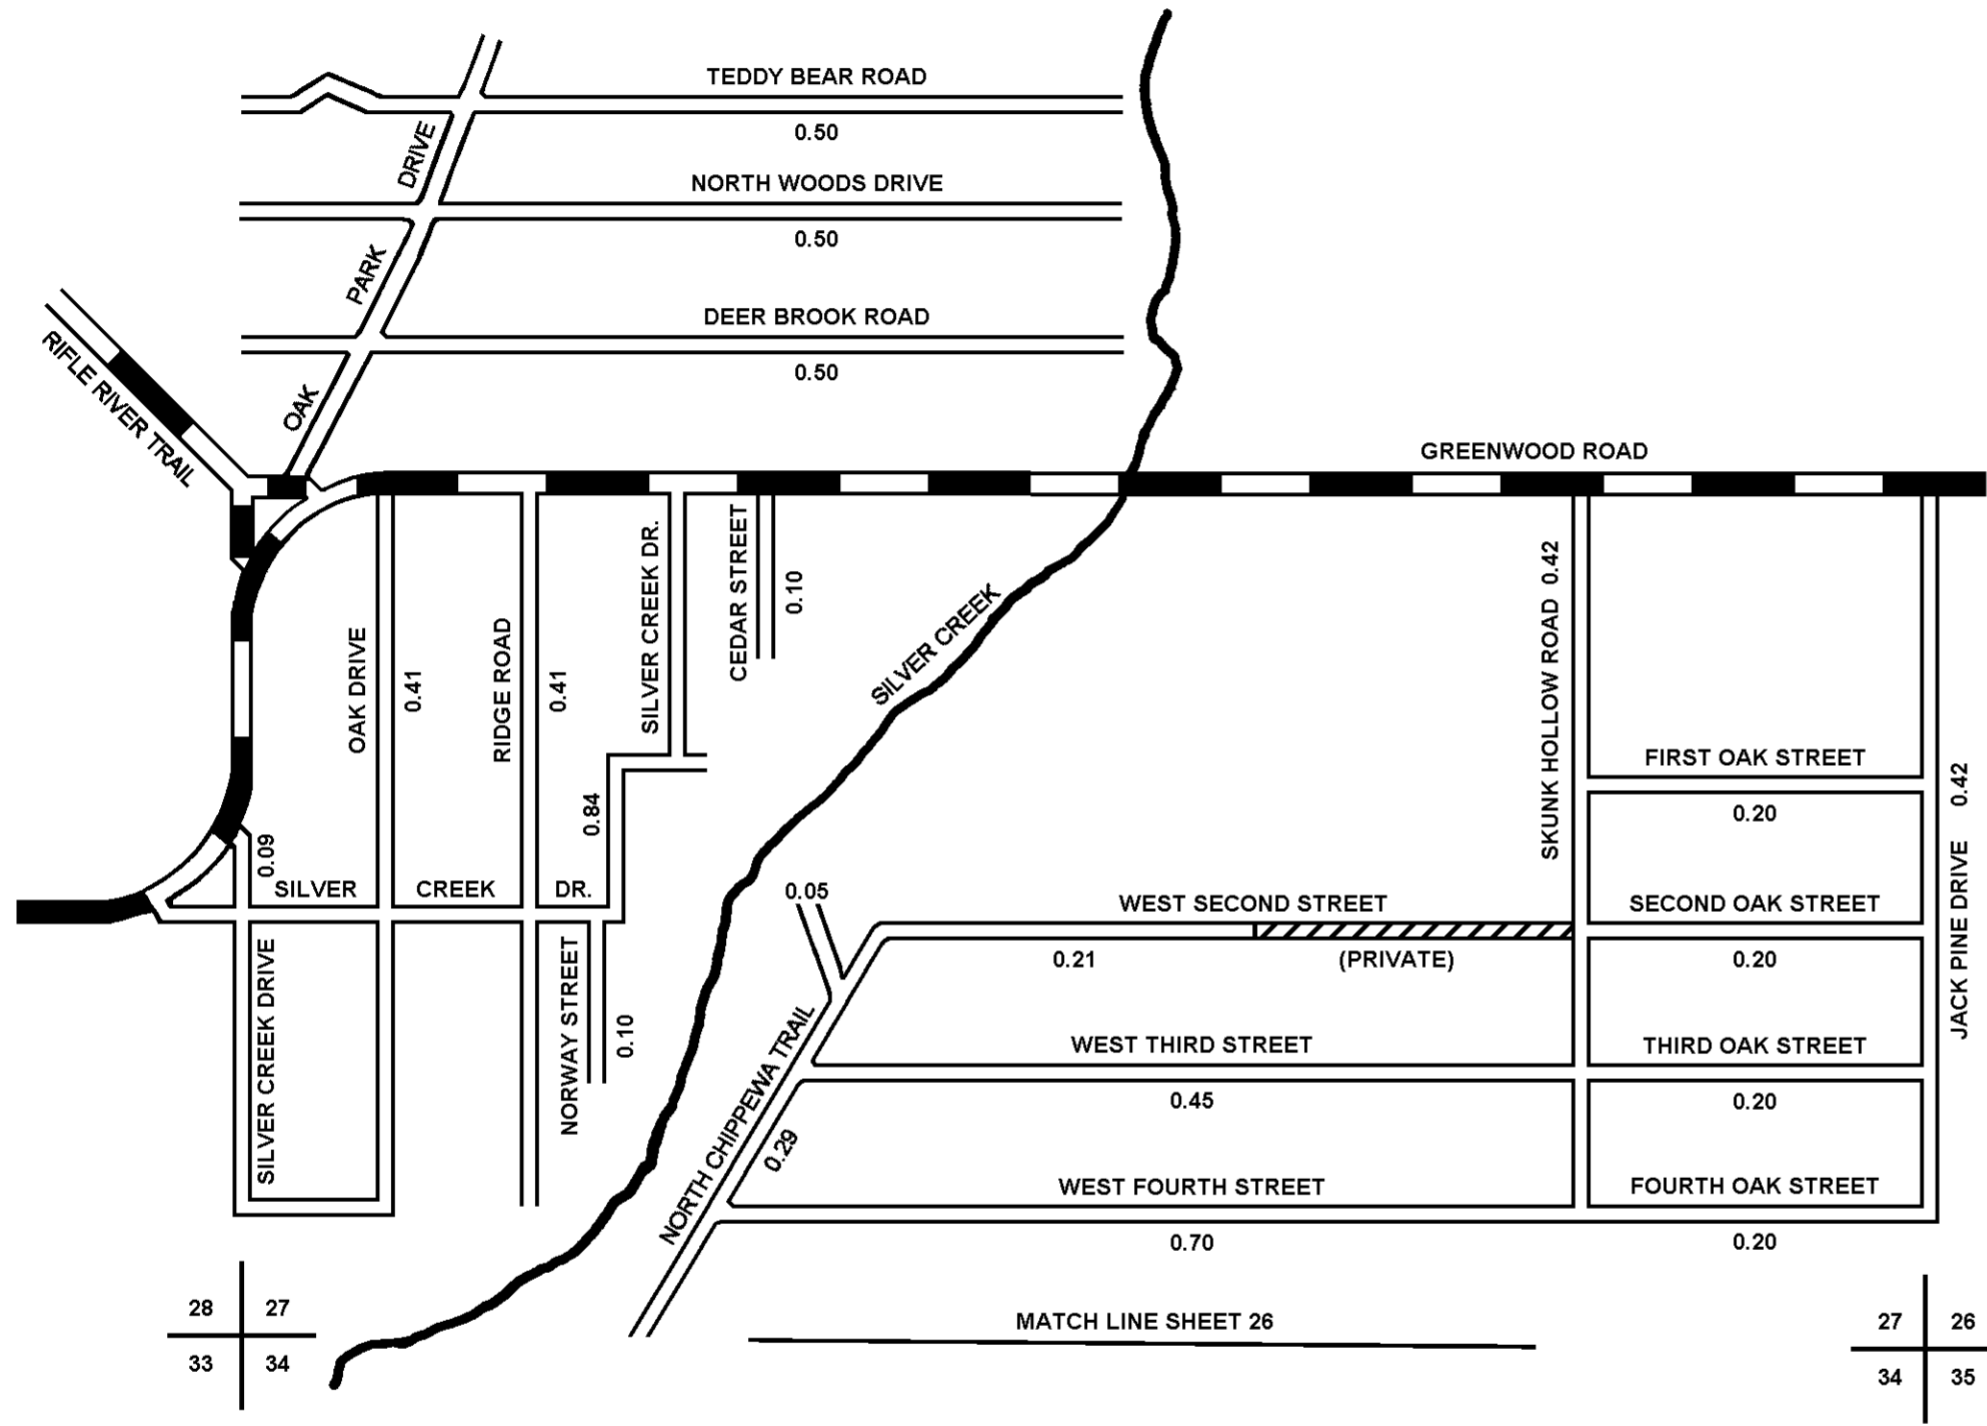 TEDDY BEAR ROAD
0.50
NORTH WOODS DRIVE
0.50
DEER BROOK ROAD
0.50
OAK PARK DRIVE
RIFLE RIVER TRAIL
GREENWOOD ROAD
OAK DRIVE
0.41
RIDGE ROAD
0.41
SILVER CREEK DR.
0.84
CEDAR STREET
0.10
SILVER CREEK
SKUNK HOLLOW ROAD 0.42
FIRST OAK STREET
0.20
JACK PINE DRIVE 0.42
0.09
SILVER CREEK DR.
0.05
WEST SECOND STREET
0.21
(PRIVATE)
SECOND OAK STREET
0.20
SILVER CREEK DRIVE
NORWAY STREET
0.10
NORTH CHIPPEWA TRAIL
0.29
WEST THIRD STREET
0.45
THIRD OAK STREET
0.20
WEST FOURTH STREET
0.70
FOURTH OAK STREET
0.20
28 27
33 34
MATCH LINE SHEET 26
27 26
34 35